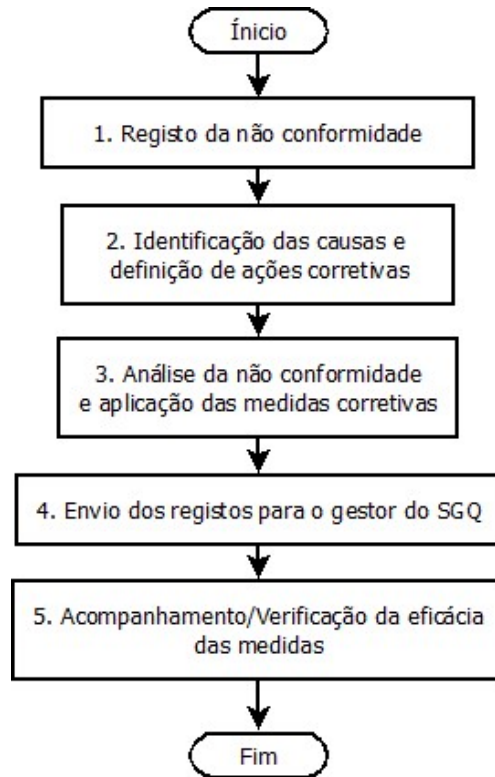 Ínicio
1. Registo da não conformidade
2. Identificação das causas e
definição de ações corretivas
3. Análise da não conformidade
e aplicação das medidas corretivas
4. Envio dos registos para o gestor do SGQ
5. Acompanhamento/Verificação da eficácia
das medidas
Fim